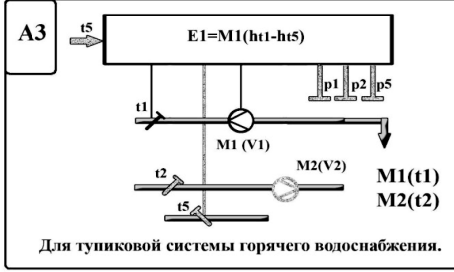 А3
t5
E1=M1(ht1-ht5)
p1 p2 p5
t1
M1 (V1)
t2
M2(V2)
M1(t1)
M2(t2)
t5
Для тупиковой системы горячего водоснабжения.